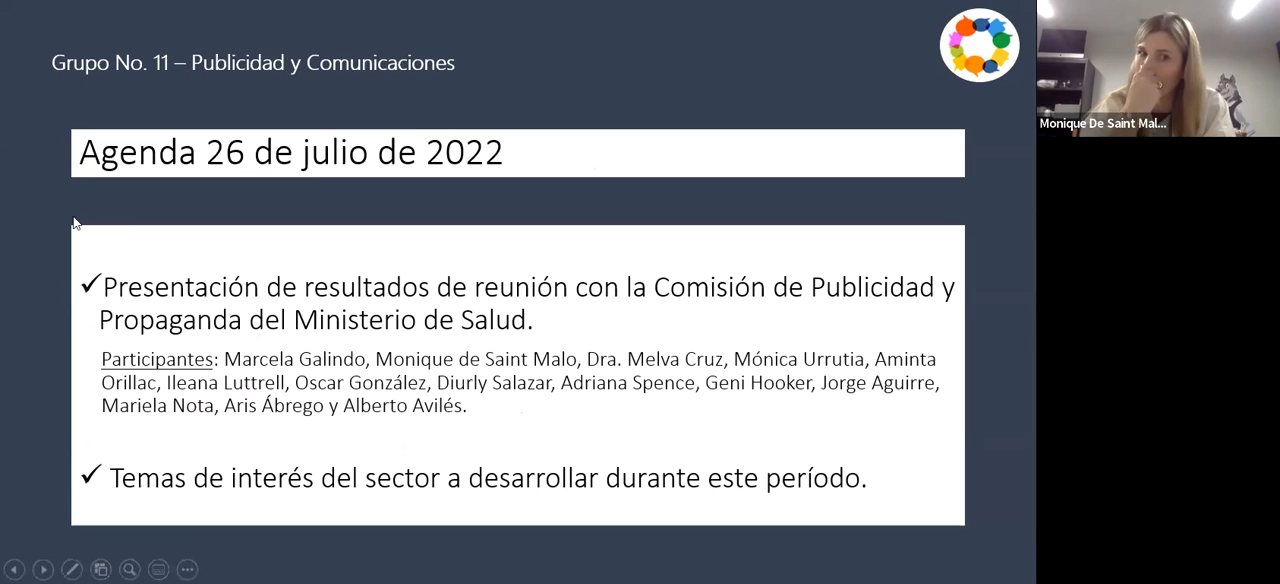 Grupo No. 11 – Publicidad y Comunicaciones
Agenda 26 de julio de 2022
✓Presentación de resultados de reunión con la Comisión de Publicidad y
Propaganda del Ministerio de Salud.
Participantes: Marcela Galindo, Monique de Saint Malo, Dra. Melva Cruz, Mónica Urrutia, Aminta
Orillac, Ileana Luttrell, Oscar González, Diurly Salazar, Adriana Spence, Geni Hooker, Jorge Aguirre,
Mariela Nota, Aris Ábrego y Alberto Avilés.
✓ Temas de interés del sector a desarrollar durante este período.
Monique De Saint Mal...